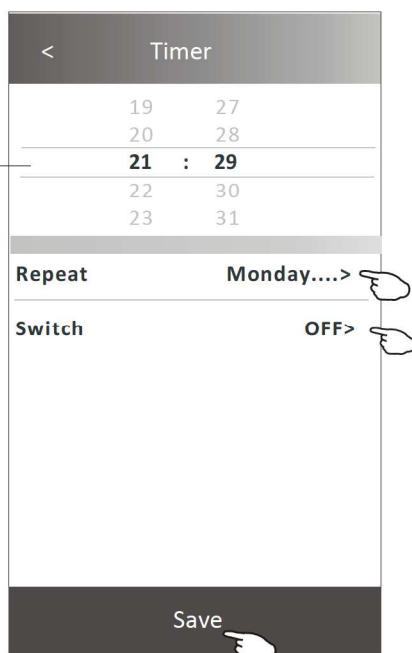 < Timer
19 27
20 28
21 : 29
22 30
23 31
Repeat Monday....>
Switch OFF>
Save